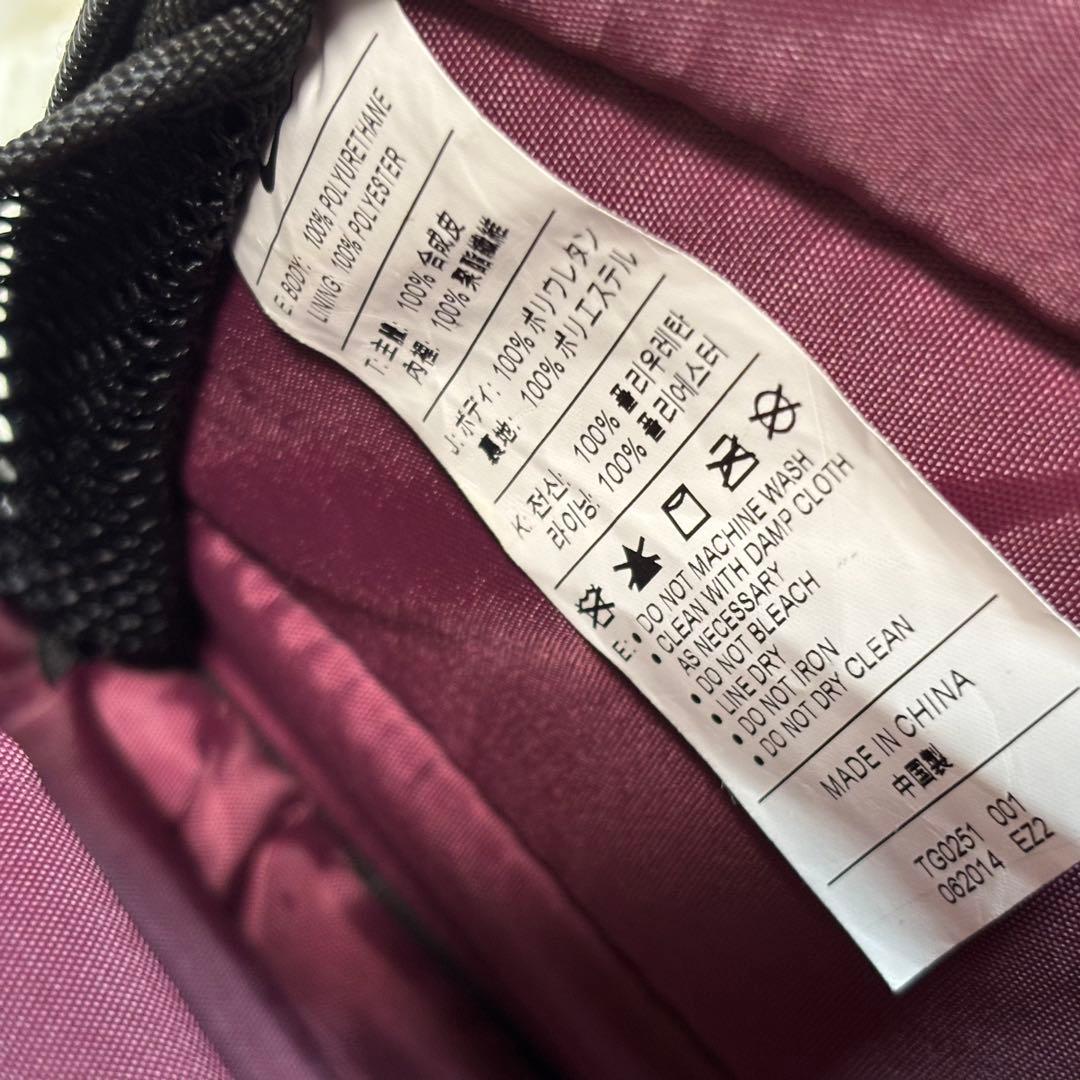 E: BODY: 100% POLYURETHANE
LINING: 100% POLYESTER
T: 主體: 100% 合成皮
內裡: 100% 聚酯纖維
J: ボディ: 100% ポリウレタン
裏地: 100% ポリエステル
K: 전신: 100% 폴리우레탄
라이닝: 100% 폴리에스터
E: • DO NOT MACHINE WASH
• CLEAN WITH DAMP CLOTH
AS NECESSARY
• DO NOT BLEACH
• LINE DRY
• DO NOT IRON
• DO NOT DRY CLEAN
MADE IN CHINA
中国製
TG0251 001
062014 EZ2